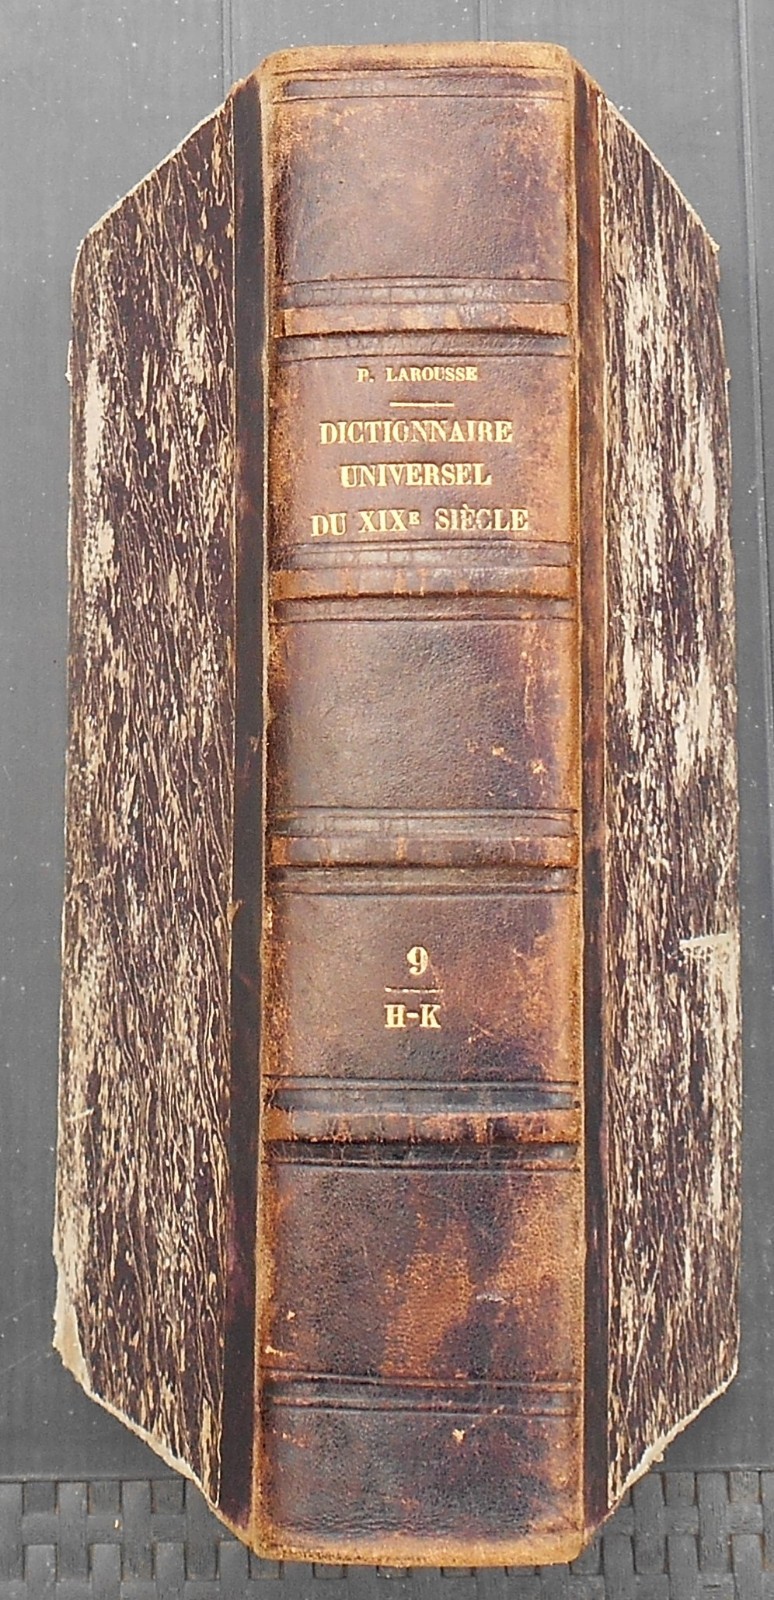 P. LAROUSSE
DICTIONNAIRE
UNIVERSEL
DU XIXE SIÈCLE
9
H-K